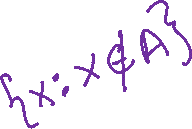 {x: x ∉ A}